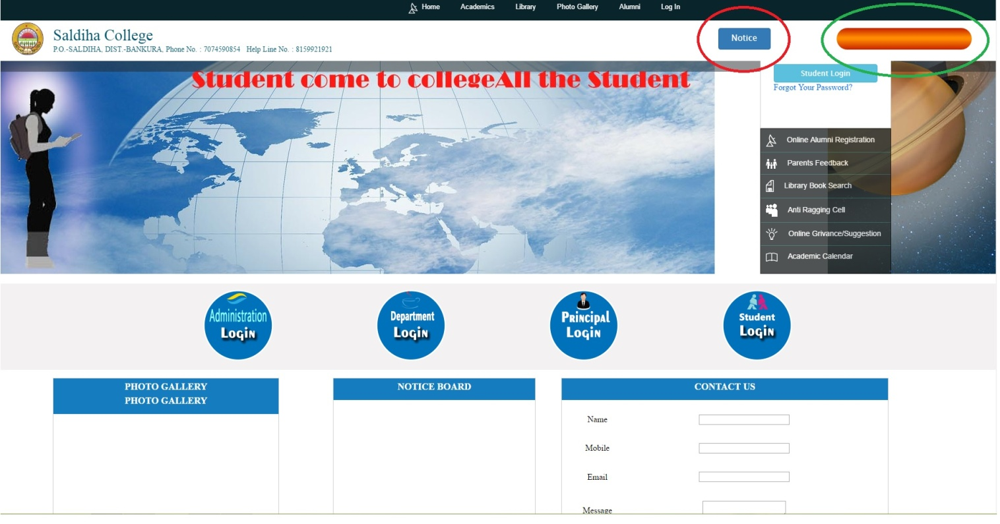 Home Academics Library Photo Gallery Alumni Log In
Saldiha College
P.O.-SALDIHA, DIST.-BANKURA, Phone No. : 7074590854 Help Line No. : 8159921921
Notice
Student come to collegeAll the Student
Student Login
Forgot Your Password?
Online Alumni Registration
Parents Feedback
Library Book Search
Anti Ragging Cell
Online Grivance/Suggestion
Academic Calendar
Administration
Login
Department
Login
Principal
Login
Student
Login
PHOTO GALLERY
PHOTO GALLERY
NOTICE BOARD
CONTACT US
Name
Mobile
Email
Message